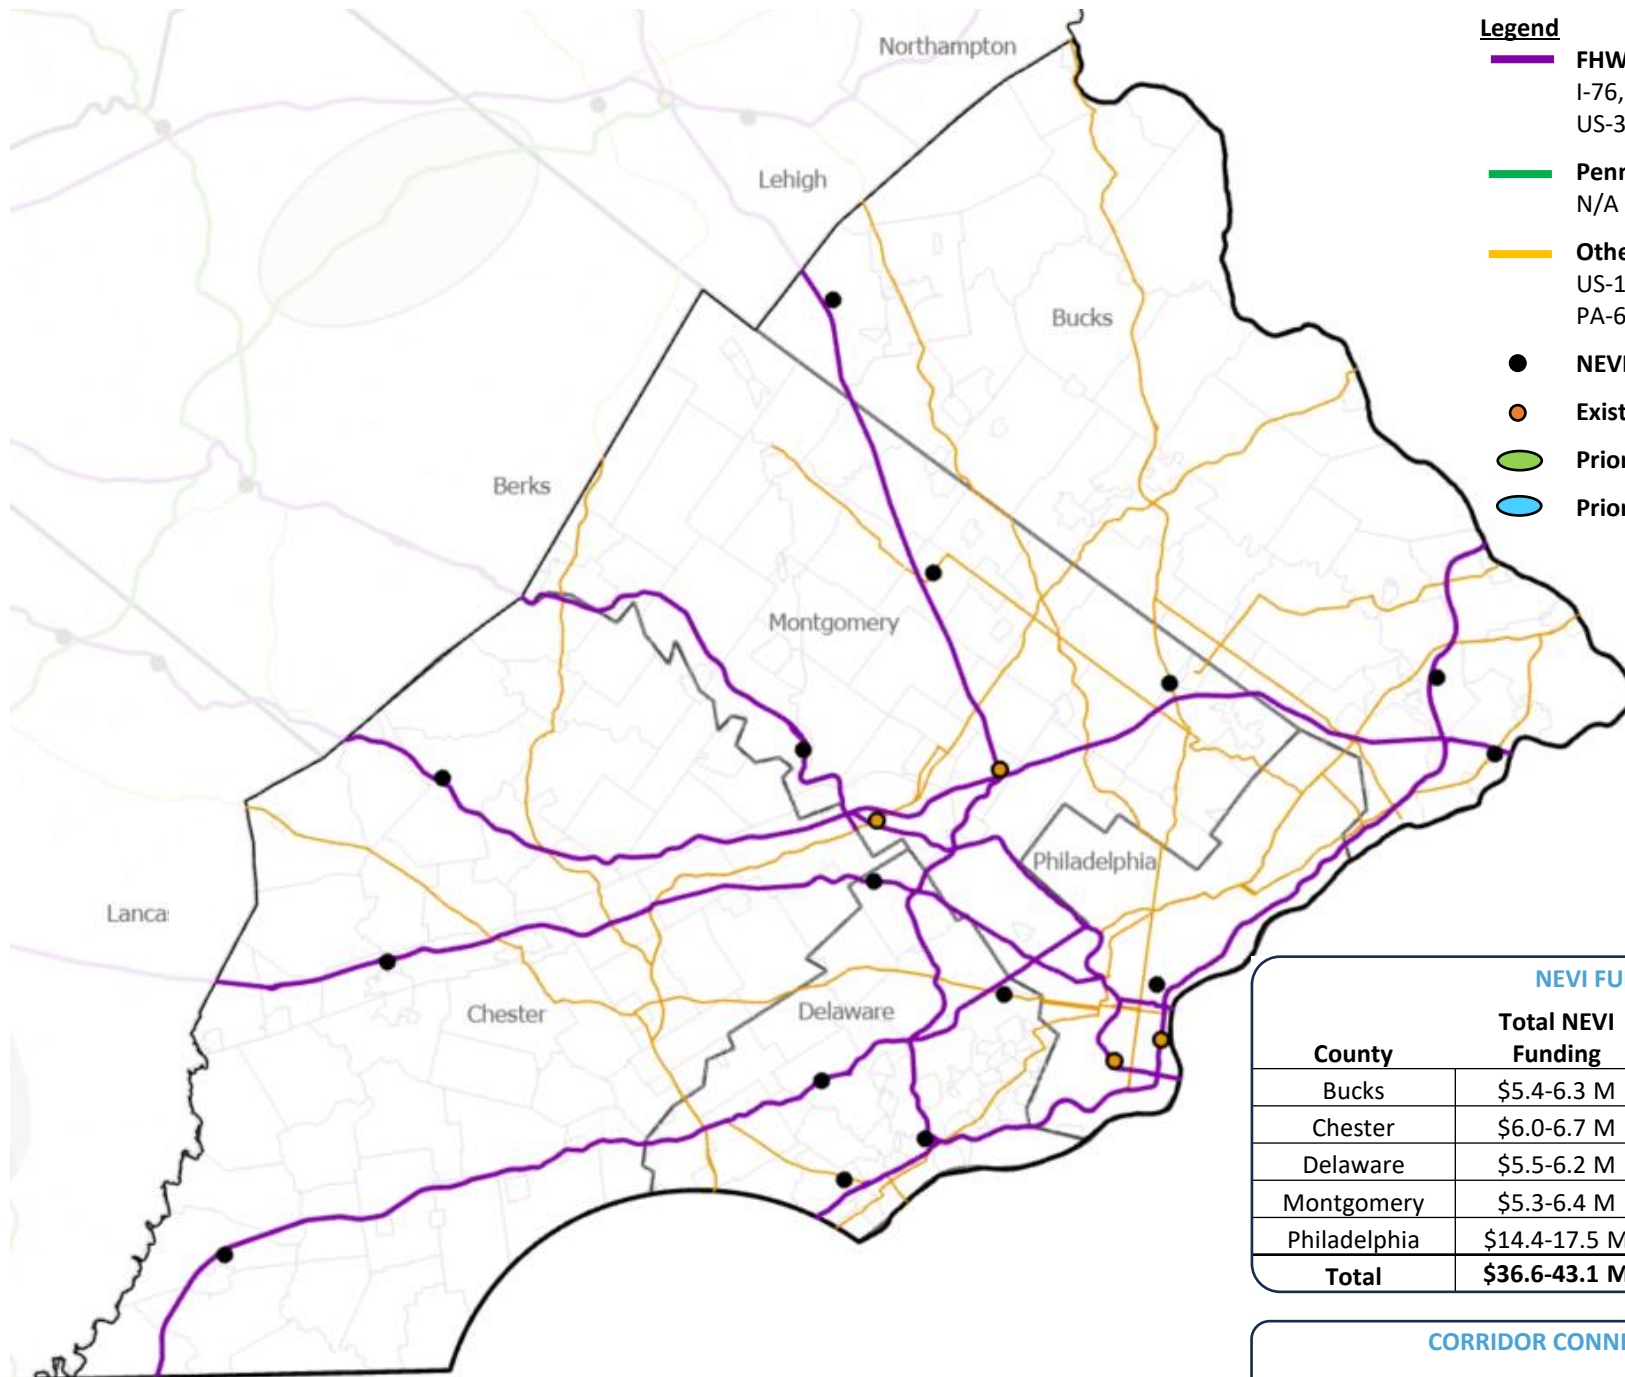 Legend
FHW
I-76,
US-3
Penn
N/A
Othe
US-1
PA-6
NEVI
Exist
Prior
Prior
Northampton
Lehigh
Bucks
Berks
Montgomery
Philadelphia
Lanca
Chester
Delaware
NEVI FU
County Total NEVI Funding
Bucks $5.4-6.3 M
Chester $6.0-6.7 M
Delaware $5.5-6.2 M
Montgomery $5.3-6.4 M
Philadelphia $14.4-17.5 M
Total $36.6-43.1 M
CORRIDOR CONNE